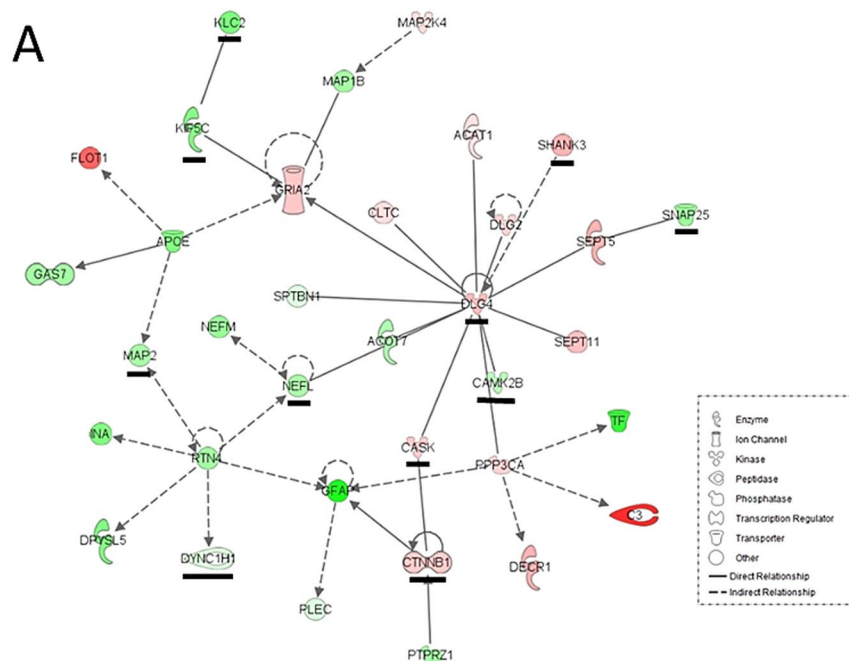 A
KLC2
MAP2K4
MAP1B
KIF5C
ACAT1
SHANK3
FLOT1
GRIA2
CLTC
DLG2
SNAP25
SEPT5
APOE
GAS7
SPTBN1
DLG4
NEFM
ACOT7
SEPT11
MAP2
NEFL
CAMK2B
TF
INA
RTN4
CASK
PPP3CA
GFAP
C3
DPYSL5
DYNC1H1
CTNNB1
DECR1
PLEC
PTPRZ1
Enzyme
Ion Channel
Kinase
Peptidase
Phosphatase
Transcription Regulator
Transporter
Other
Direct Relationship
Indirect Relationship